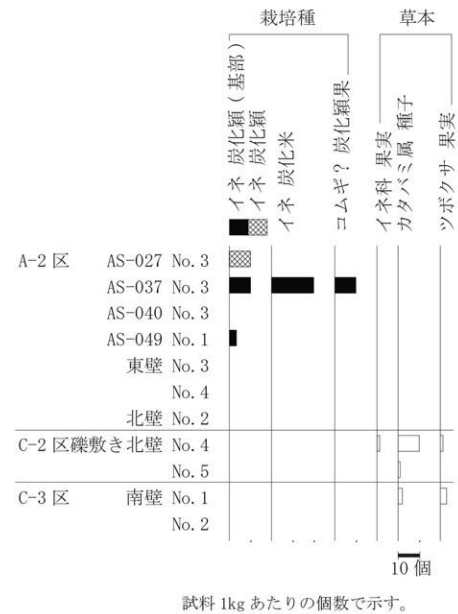 栽培種 草本
イネ 炭化穎(基部)
イネ 炭化穎
イネ 炭化米
コムギ? 炭化穎果
イネ科 果実
カタバミ属 種子
ツボクサ 果実
A-2 区 AS-027 No. 3
AS-037 No. 3
AS-040 No. 3
AS-049 No. 1
東壁 No. 3
No. 4
北壁 No. 2
C-2 区礫敷き北壁 No. 4
No. 5
C-3 区 南壁 No. 1
No. 2
10 個
試料 1kg あたりの個数で示す。